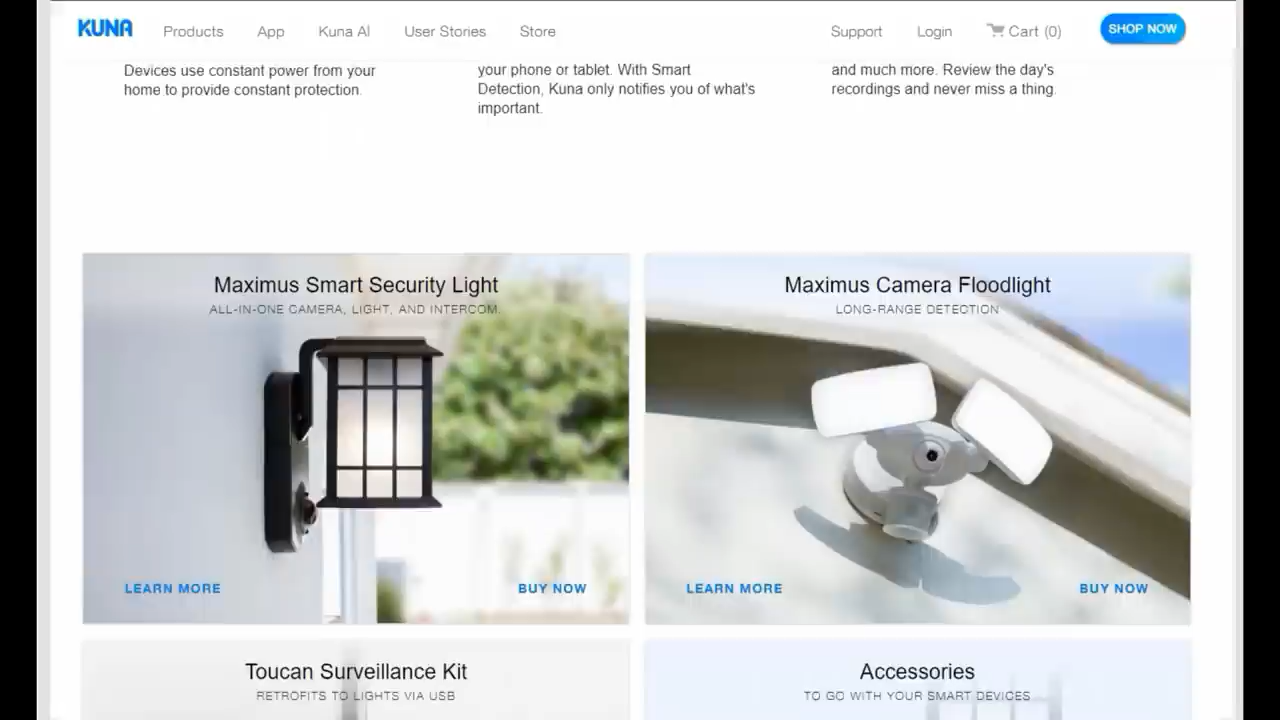 KUNA Products App Kuna AI User Stories Store Support Login Cart (0) SHOP NOW
Devices use constant power from your
home to provide constant protection.
your phone or tablet. With Smart
Detection, Kuna only notifies you of what's
important.
and much more. Review the day's
recordings and never miss a thing.
Maximus Smart Security Light
ALL-IN-ONE CAMERA, LIGHT, AND INTERCOM.
LEARN MORE BUY NOW
Maximus Camera Floodlight
LONG-RANGE DETECTION
LEARN MORE BUY NOW
Toucan Surveillance Kit
RETROFITS TO LIGHTS VIA USB
Accessories
TO GO WITH YOUR SMART DEVICES